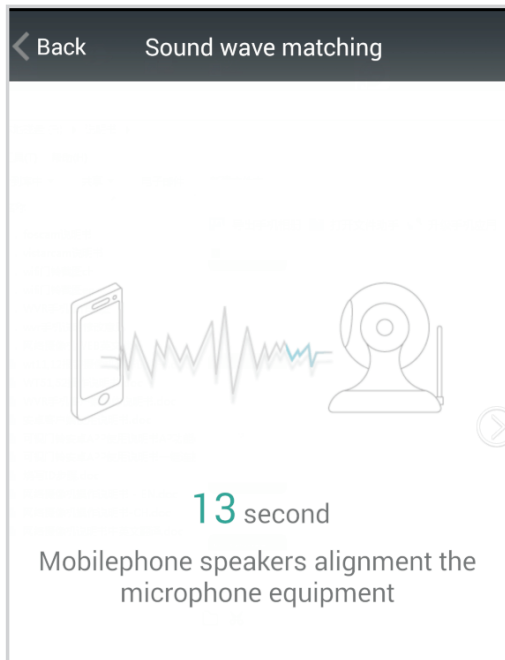 Back Sound wave matching
13 second
Mobilephone speakers alignment the
microphone equipment